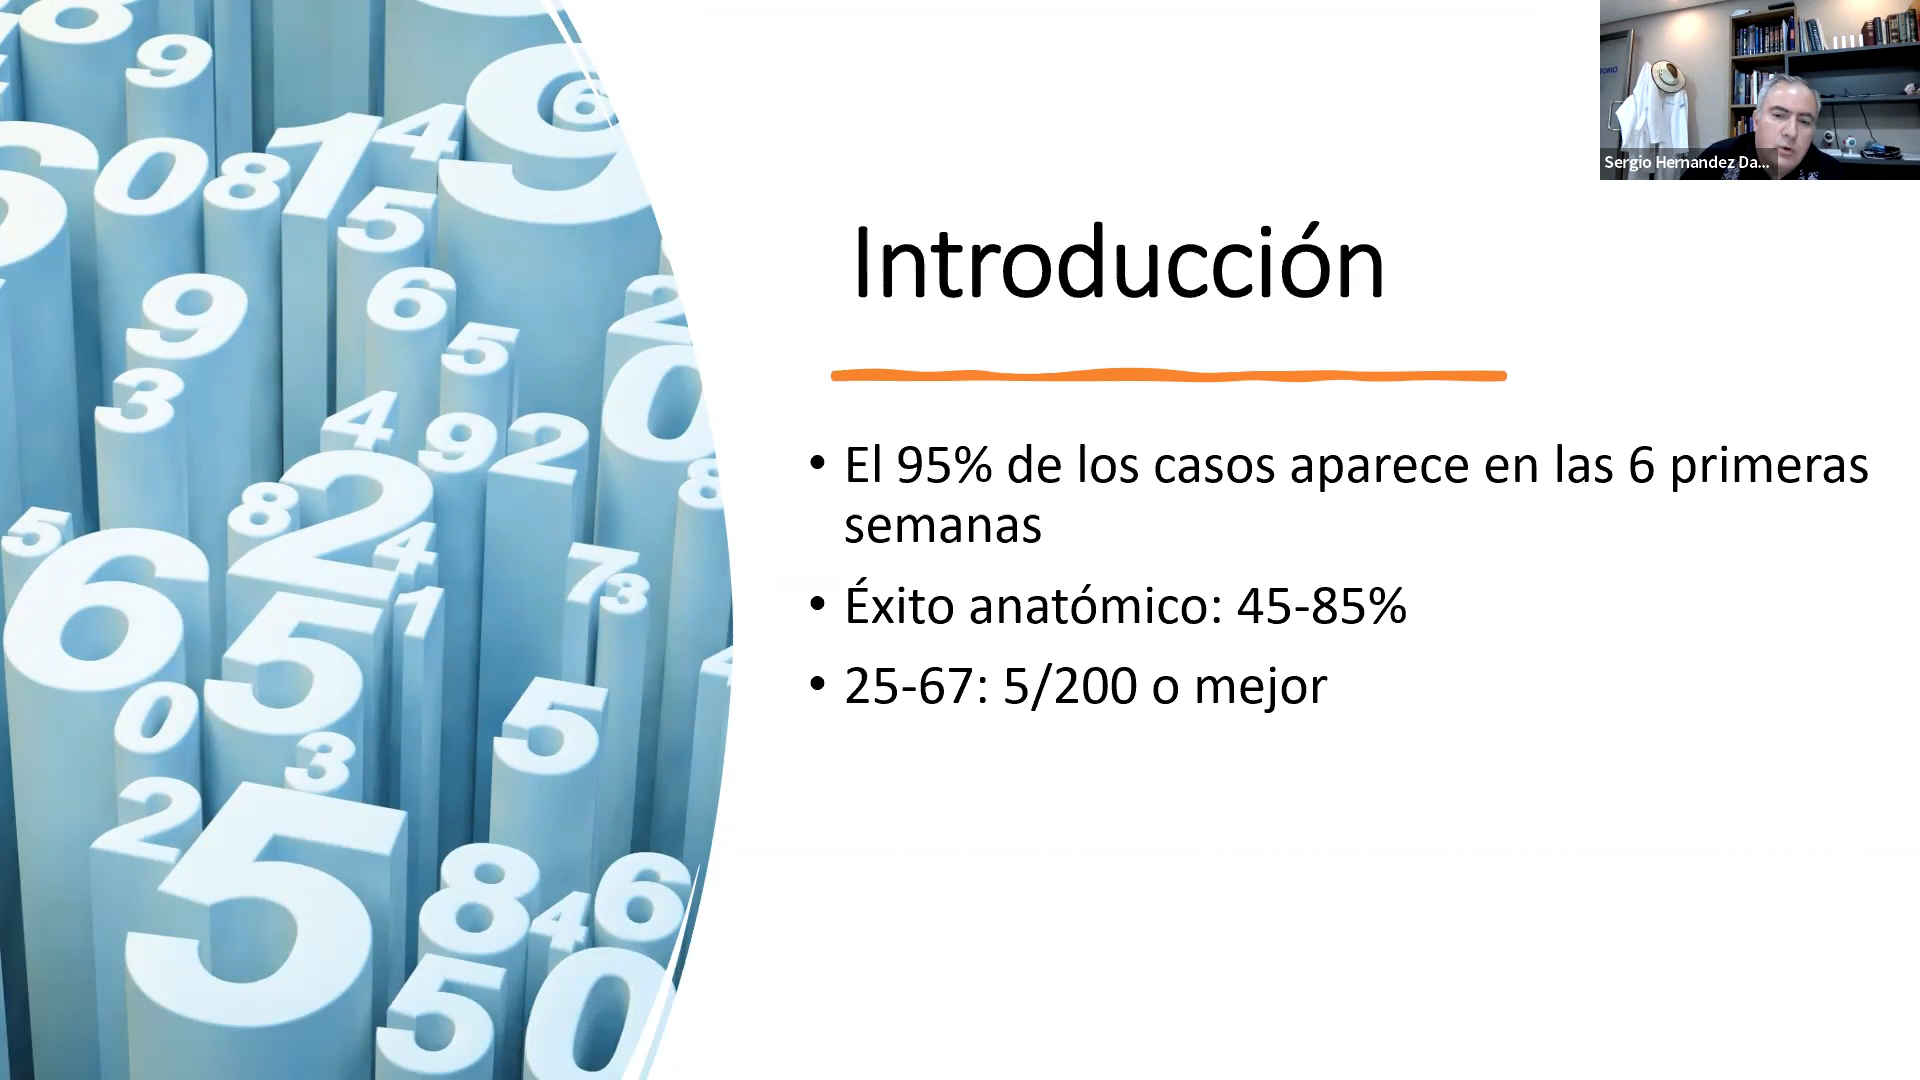 Introducción
El 95% de los casos aparece en las 6 primeras
semanas
Éxito anatómico: 45-85%
25-67: 5/200 o mejor
Sergio Hernandez Da...